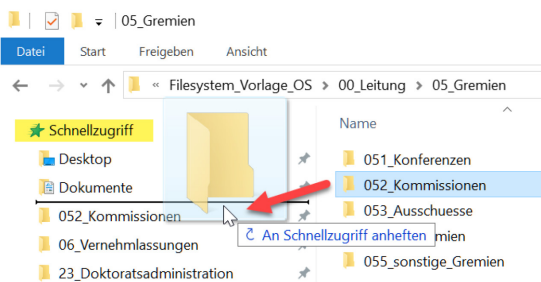 05_Gremien
Datei Start Freigeben Ansicht
« Filesystem_Vorlage_OS > 00_Leitung > 05_Gremien
Schnellzugriff
Desktop
Dokumente
052_Kommissionen
06_Vernehmlassungen
23_Doktoratsadministration
Name
051_Konferenzen
052_Kommissionen
053_Ausschuesse
mien
055_sonstige_Gremien
An Schnellzugriff anheften